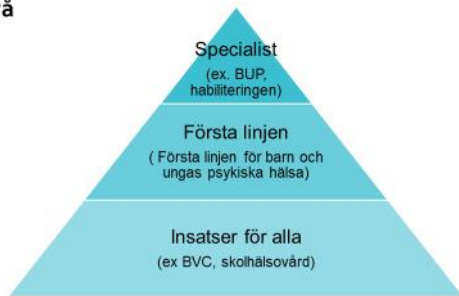 å
Specialist
(ex. BUP,
habiliteringen)
Första linjen
( Första linjen för barn och
ungas psykiska hälsa)
Insatser för alla
(ex BVC, skolhälsovård)